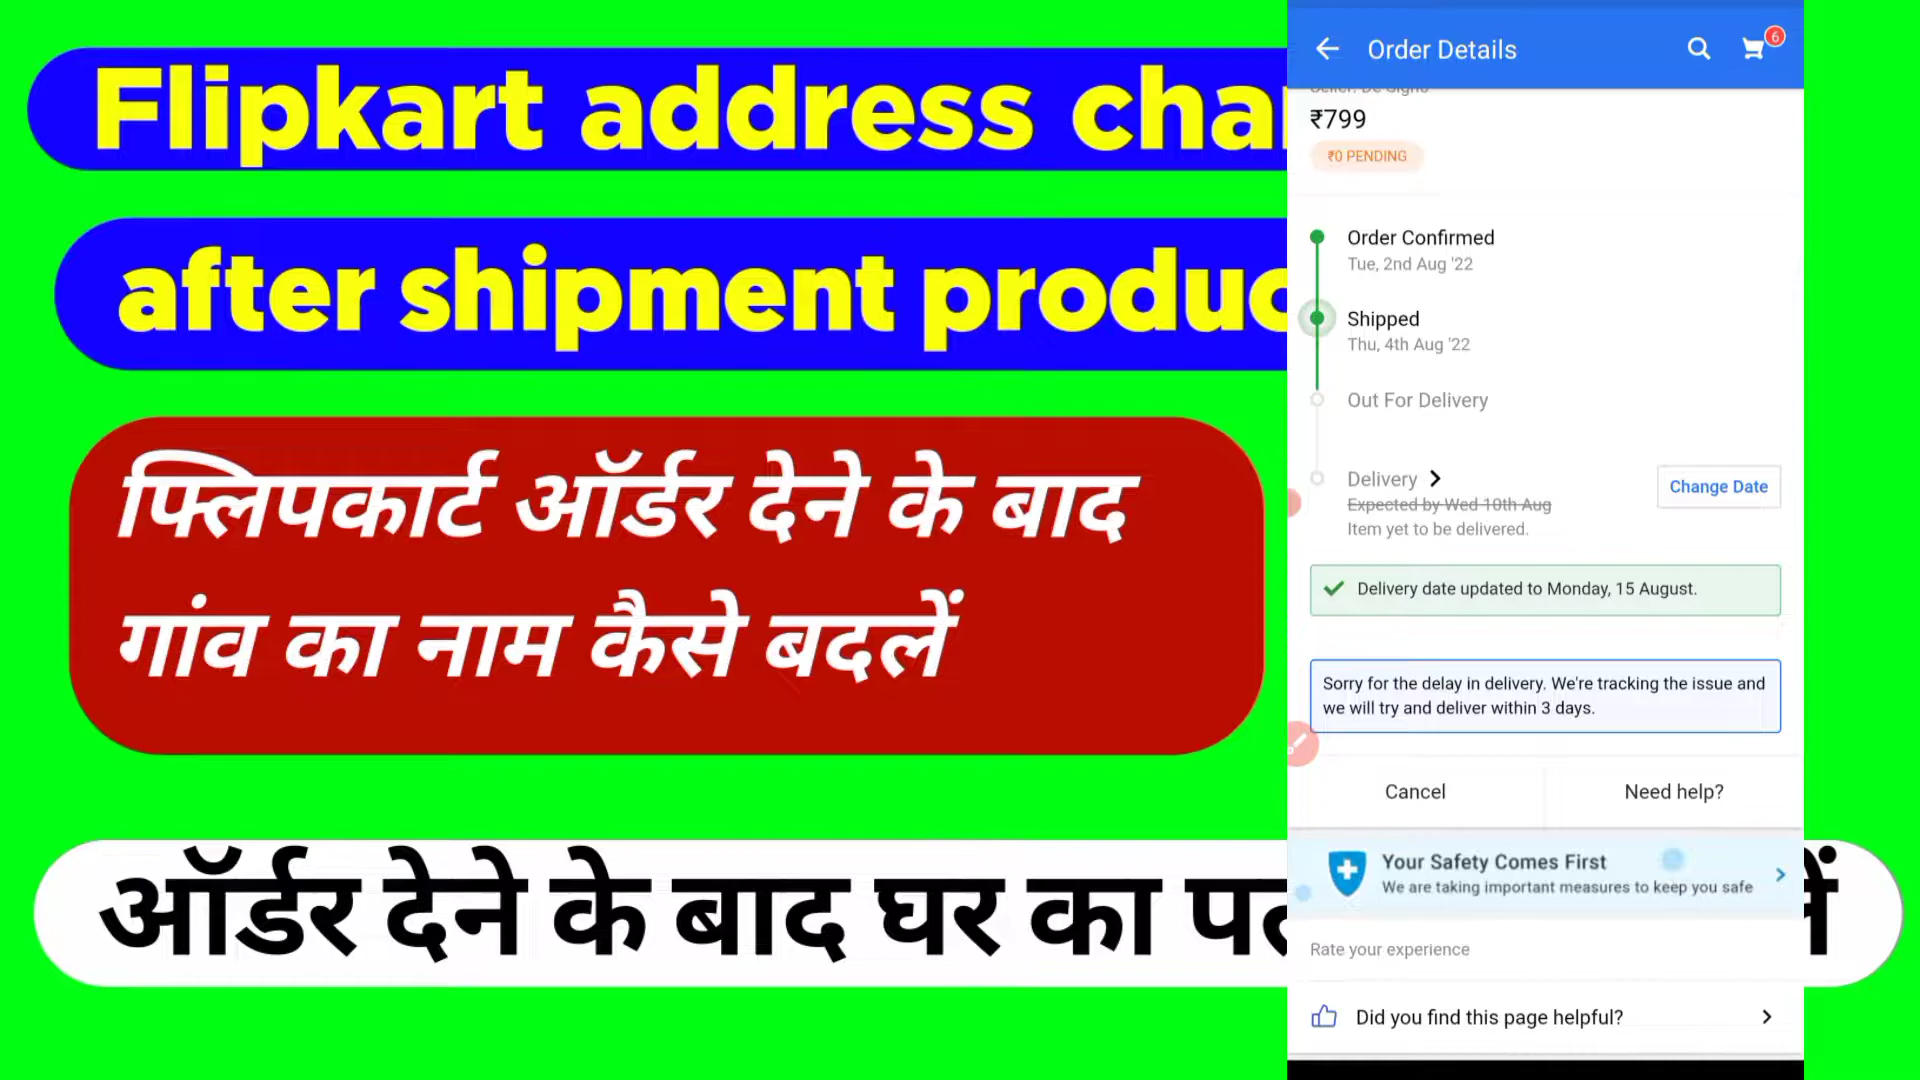 Flipkart address
after shipment
फ्लिपकार्ट ऑर्डर देने के बाद
गांव का नाम कैसे बदलें
ऑर्डर देने के बाद घर का
Order Details
6
₹799
₹0 PENDING
Order Confirmed
Tue, 2nd Aug '22
Shipped
Thu, 4th Aug '22
Out For Delivery
Delivery
Expected by Wed 10th Aug
Item yet to be delivered.
Change Date
Delivery date updated to Monday, 15 August.
Sorry for the delay in delivery. We're tracking the issue and
we will try and deliver within 3 days.
Cancel
Need help?
Your Safety Comes First
We are taking important measures to keep you safe
Rate your experience
Did you find this page helpful?